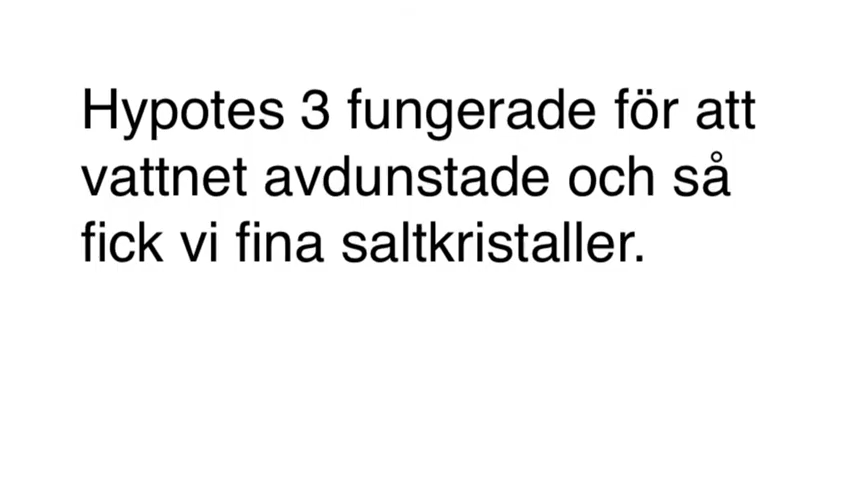 Hypotes 3 fungerade för att
vattnet avdunstade och så
fick vi fina saltkristaller.